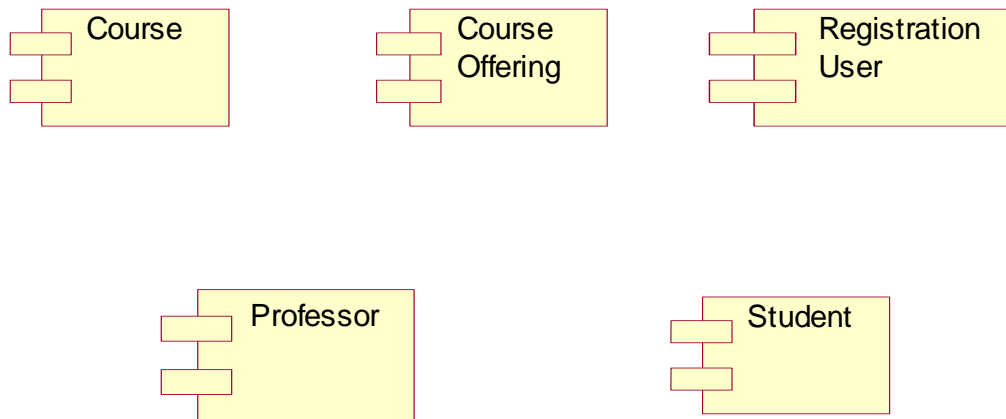 Course
Course
Offering
Registration
User
Professor
Student